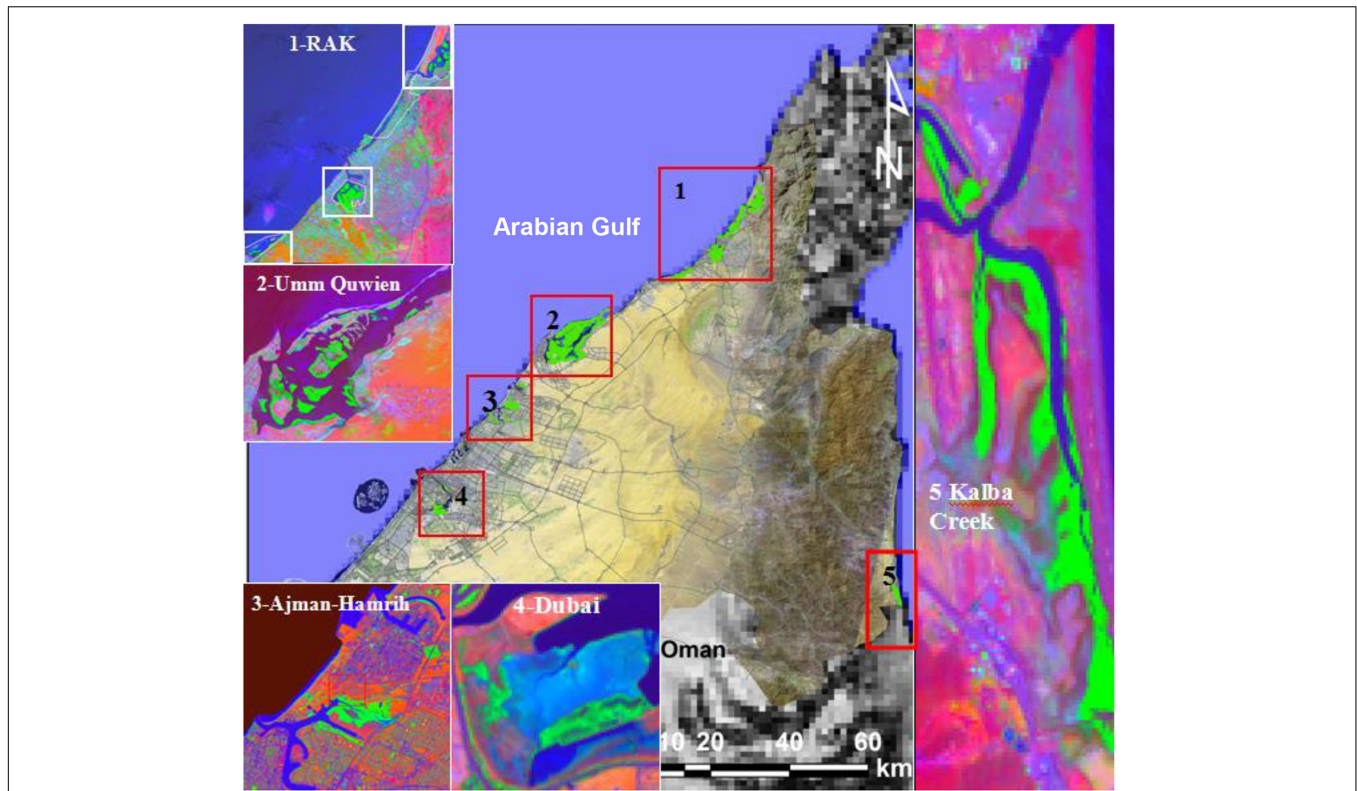 1-RAK
1
Arabian Gulf
N
2-Umm Quwien
2
3
4
5 Kalba
Creek
5
3-Ajman-Hamrih
4-Dubai
Oman
10 20 40 60
km